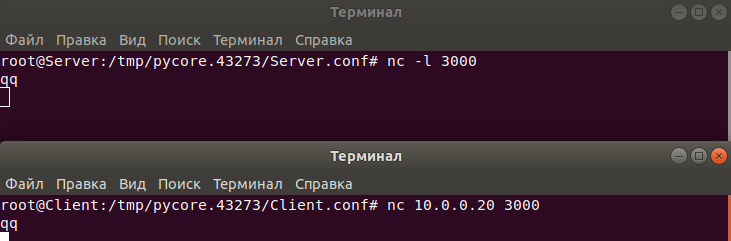 Терминал
Файл Правка Вид Поиск Терминал Справка
root@Server:/tmp/pycore.43273/Server.conf# nc -l 3000
qq
Терминал
Файл Правка Вид Поиск Терминал Справка
root@Client:/tmp/pycore.43273/Client.conf# nc 10.0.0.20 3000
qq